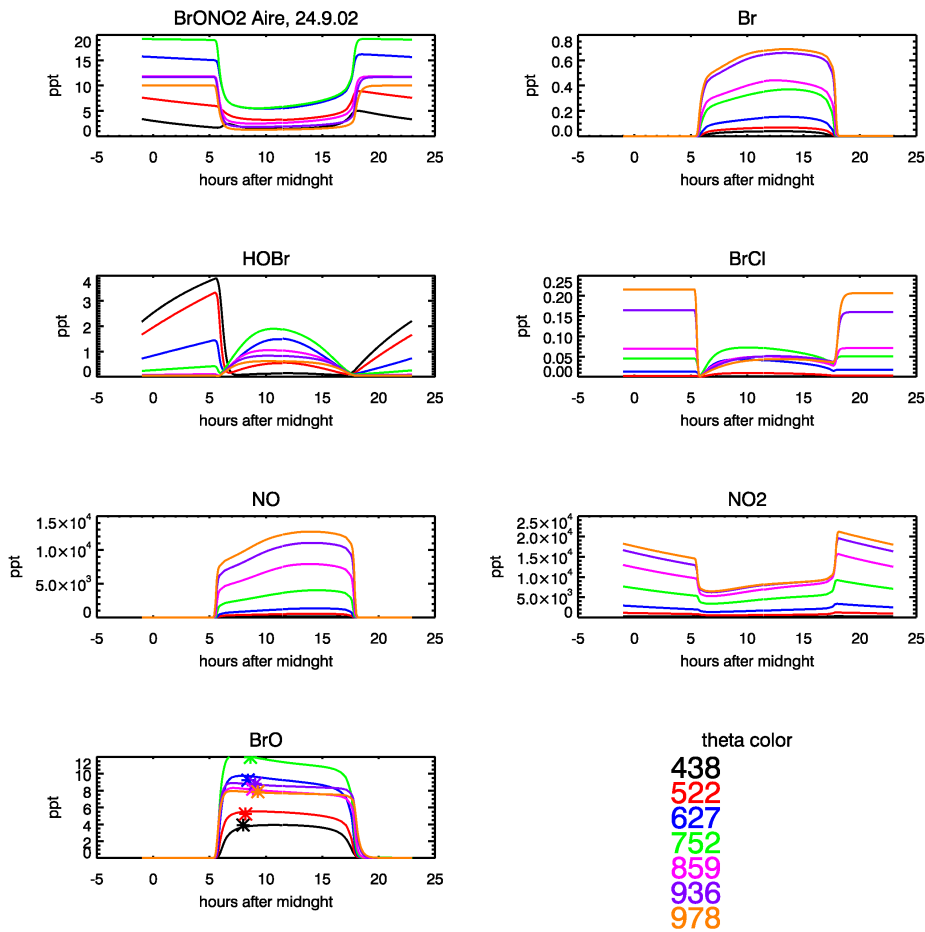 BrONO2 Aire, 24.9.02
20
15
10
5
0
ppt
-5 0 5 10 15 20 25
hours after midnght
Br
0.8
0.6
0.4
0.2
0.0
ppt
-5 0 5 10 15 20 25
hours after midnght
HOBr
4
3
2
1
0
ppt
-5 0 5 10 15 20 25
hours after midnght
BrCl
0.25
0.20
0.15
0.10
0.05
0.00
ppt
-5 0 5 10 15 20 25
hours after midnght
NO
1.5×10⁴
1.0×10⁴
5.0×10³
0
ppt
-5 0 5 10 15 20 25
hours after midnght
NO2
2.5×10⁴
2.0×10⁴
1.5×10⁴
1.0×10⁴
5.0×10³
0
ppt
-5 0 5 10 15 20 25
hours after midnght
BrO
12
10
8
6
4
2
0
ppt
-5 0 5 10 15 20 25
hours after midnght
theta color
438
522
627
752
859
936
978